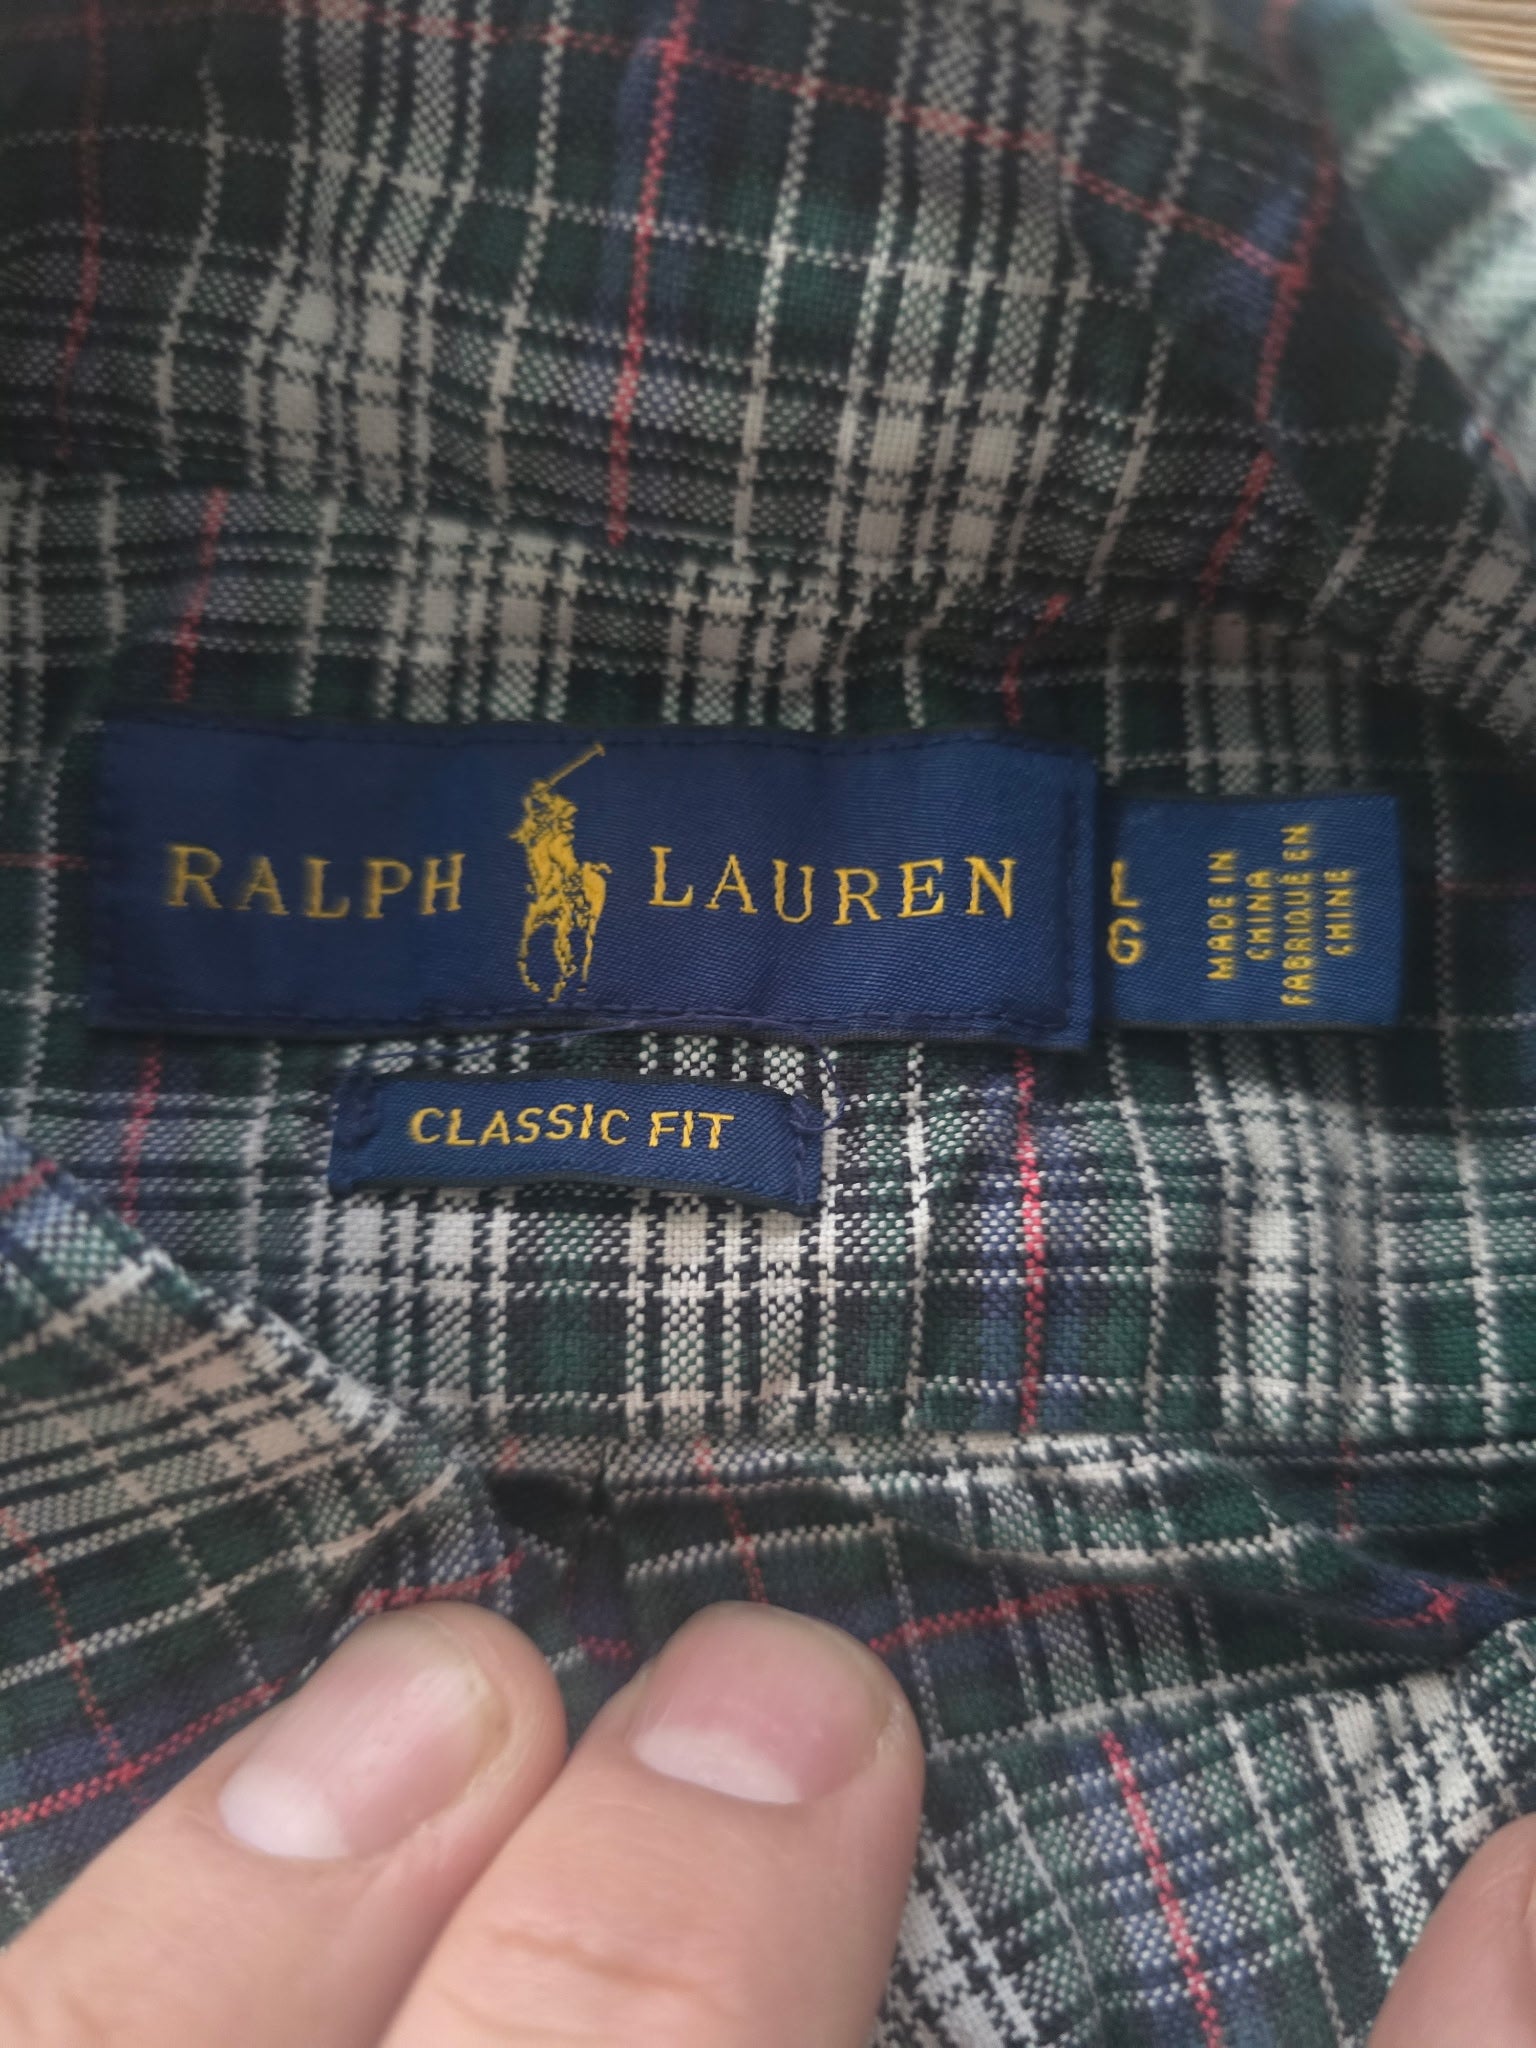 RALPH LAUREN
L
G
MADE IN
CHINA
FABRIQUÉ EN
CHINE
CLASSIC FIT